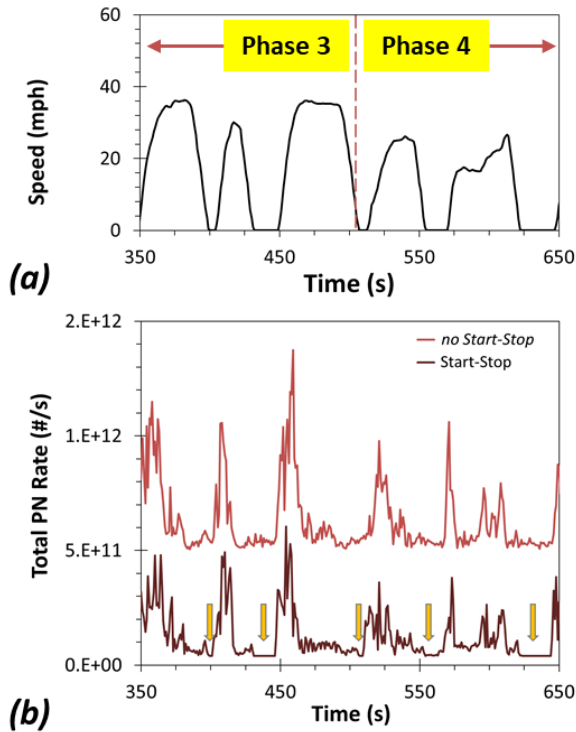 60
40
20
0
Speed (mph)
Phase 3
Phase 4
350
450
550
650
Time (s)
(a)
2.E+12
1.E+12
5.E+11
0.E+00
Total PN Rate (#/s)
no Start-Stop
Start-Stop
350
450
550
650
Time (s)
(b)